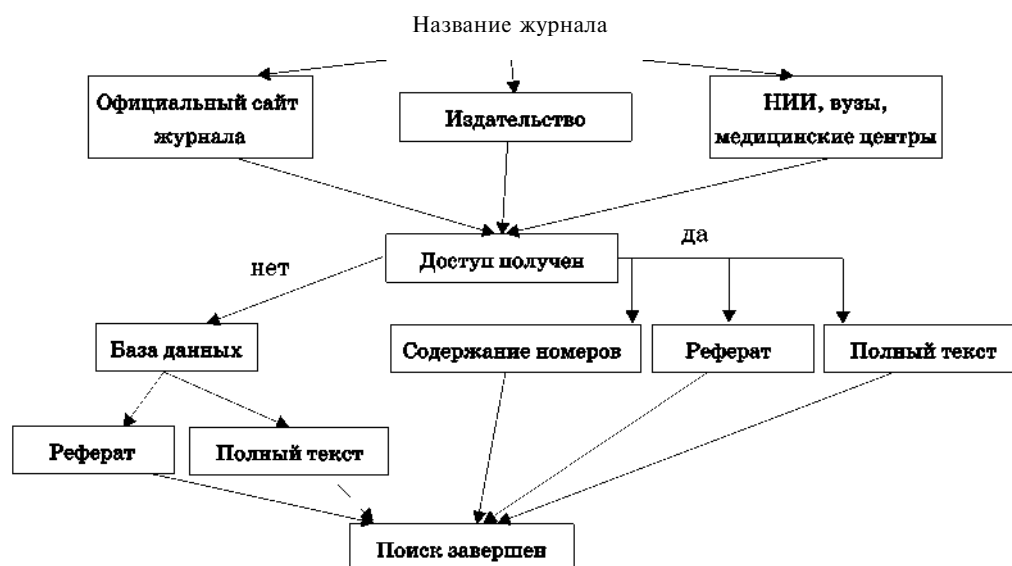 Название журнала
Официальный сайт
журнала
Издательство
НИИ, вузы,
медицинские центры
Доступ получен
да
нет
База данных
Содержание номеров
Реферат
Полный текст
Реферат
Полный текст
Поиск завершен